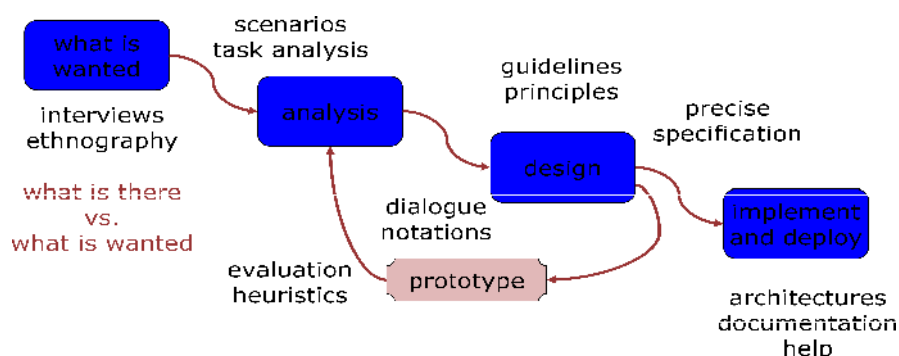 what is
wanted
scenarios
task analysis
interviews
ethnography
analysis
guidelines
principles
what is there
vs.
what is wanted
design
precise
specification
dialogue
notations
implement
and deploy
evaluation
heuristics
prototype
architectures
documentation
help